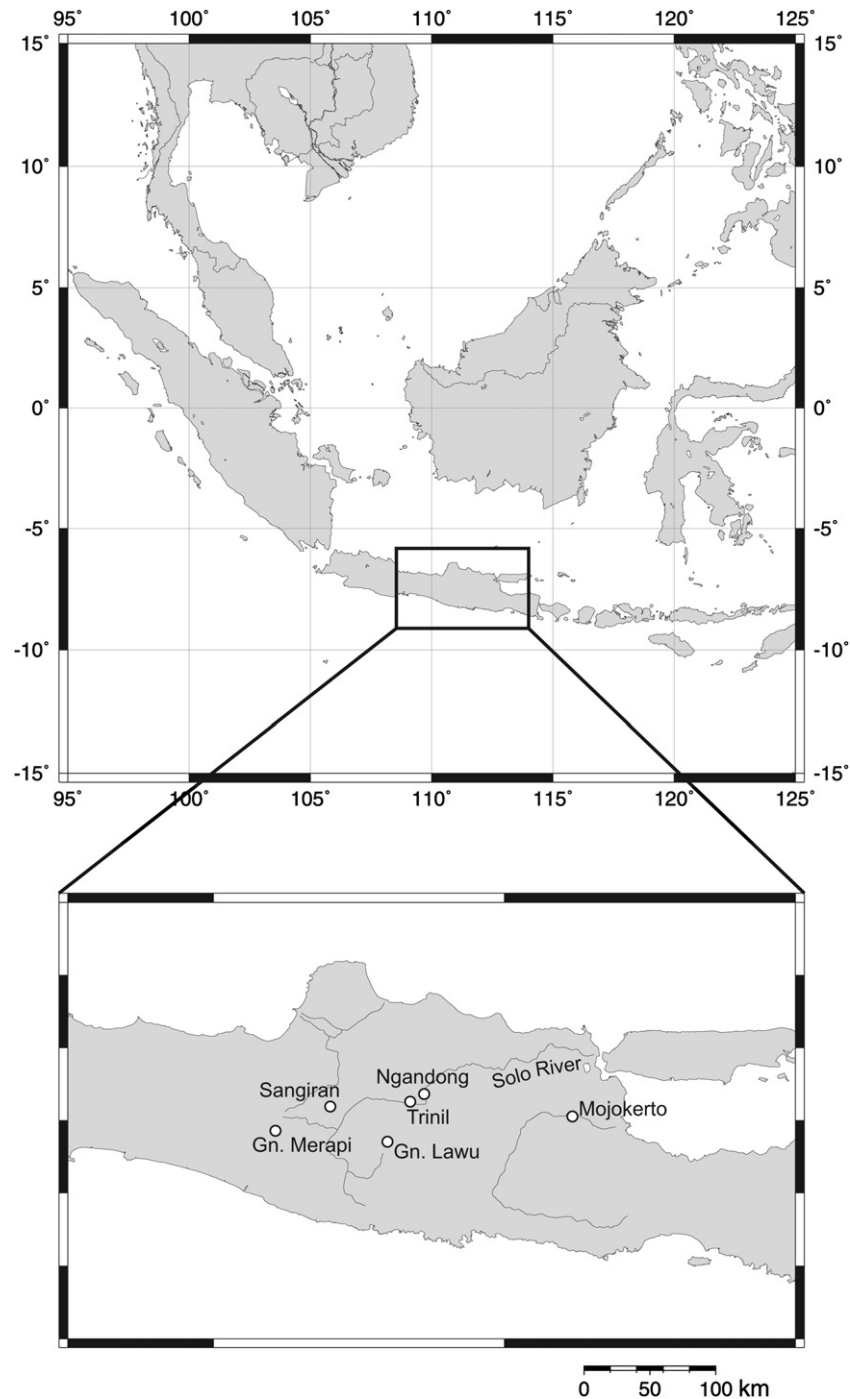 95° 100° 105° 110° 115° 120° 125°
15° 15°
10° 10°
5° 5°
0° 0°
-5° -5°
-10° -10°
-15° -15°
95° 100° 105° 110° 115° 120° 125°
Ngandong
Solo River
Sangiran
Trinil
Mojokerto
Gn. Merapi
Gn. Lawu
0 50 100 km